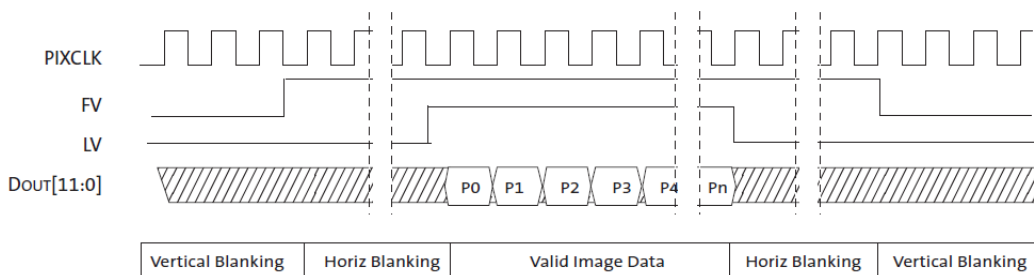 PIXCLK
FV
LV
DOUT[11:0]
P0 P1 P2 P3 P4 Pn
Vertical Blanking Horiz Blanking Valid Image Data Horiz Blanking Vertical Blanking